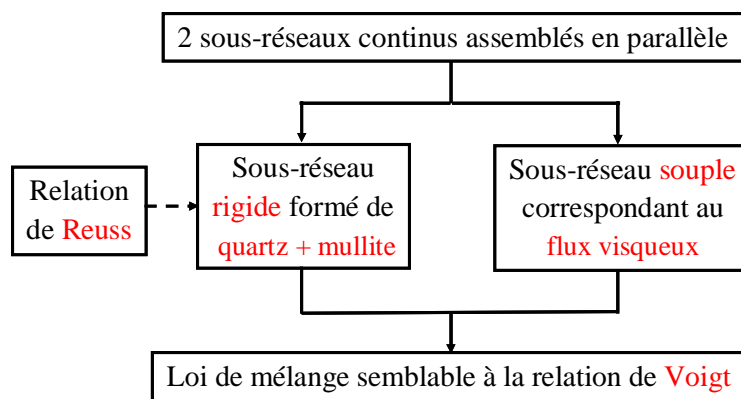 2 sous-réseaux continus assemblés en parallèle
Relation
de Reuss
Sous-réseau
rigide formé de
quartz + mullite
Sous-réseau souple
correspondant au
flux visqueux
Loi de mélange semblable à la relation de Voigt